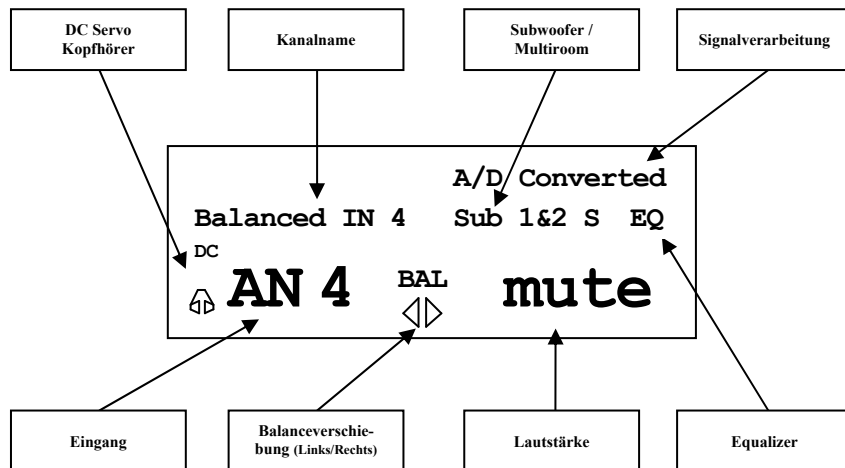 DC Servo
Kopfhörer
Kanalname
Subwoofer /
Multiroom
Signalverarbeitung
A/D Converted
Balanced IN 4 Sub 1&2 S EQ
DC
AN 4 BAL mute
Eingang
Balanceverschie-
bung (Links/Rechts)
Lautstärke
Equalizer